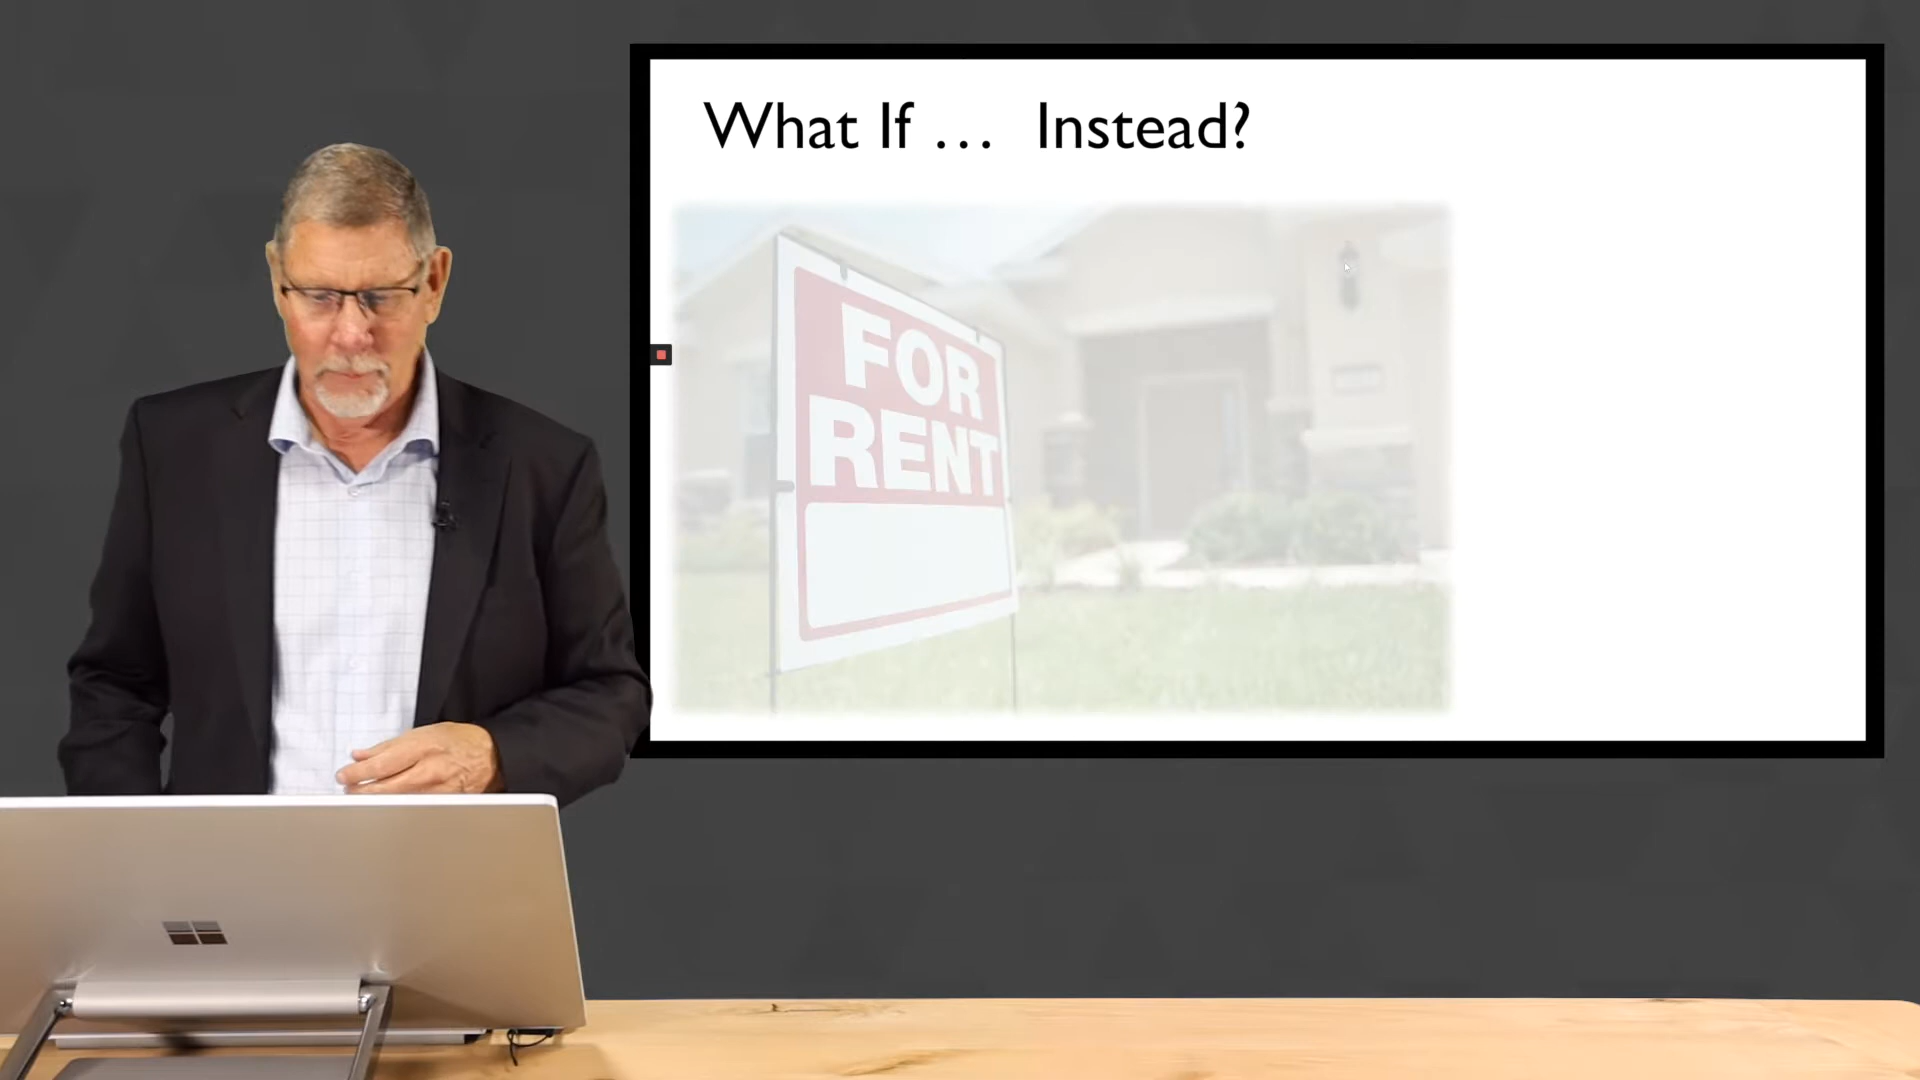 What If … Instead?
FOR
RENT